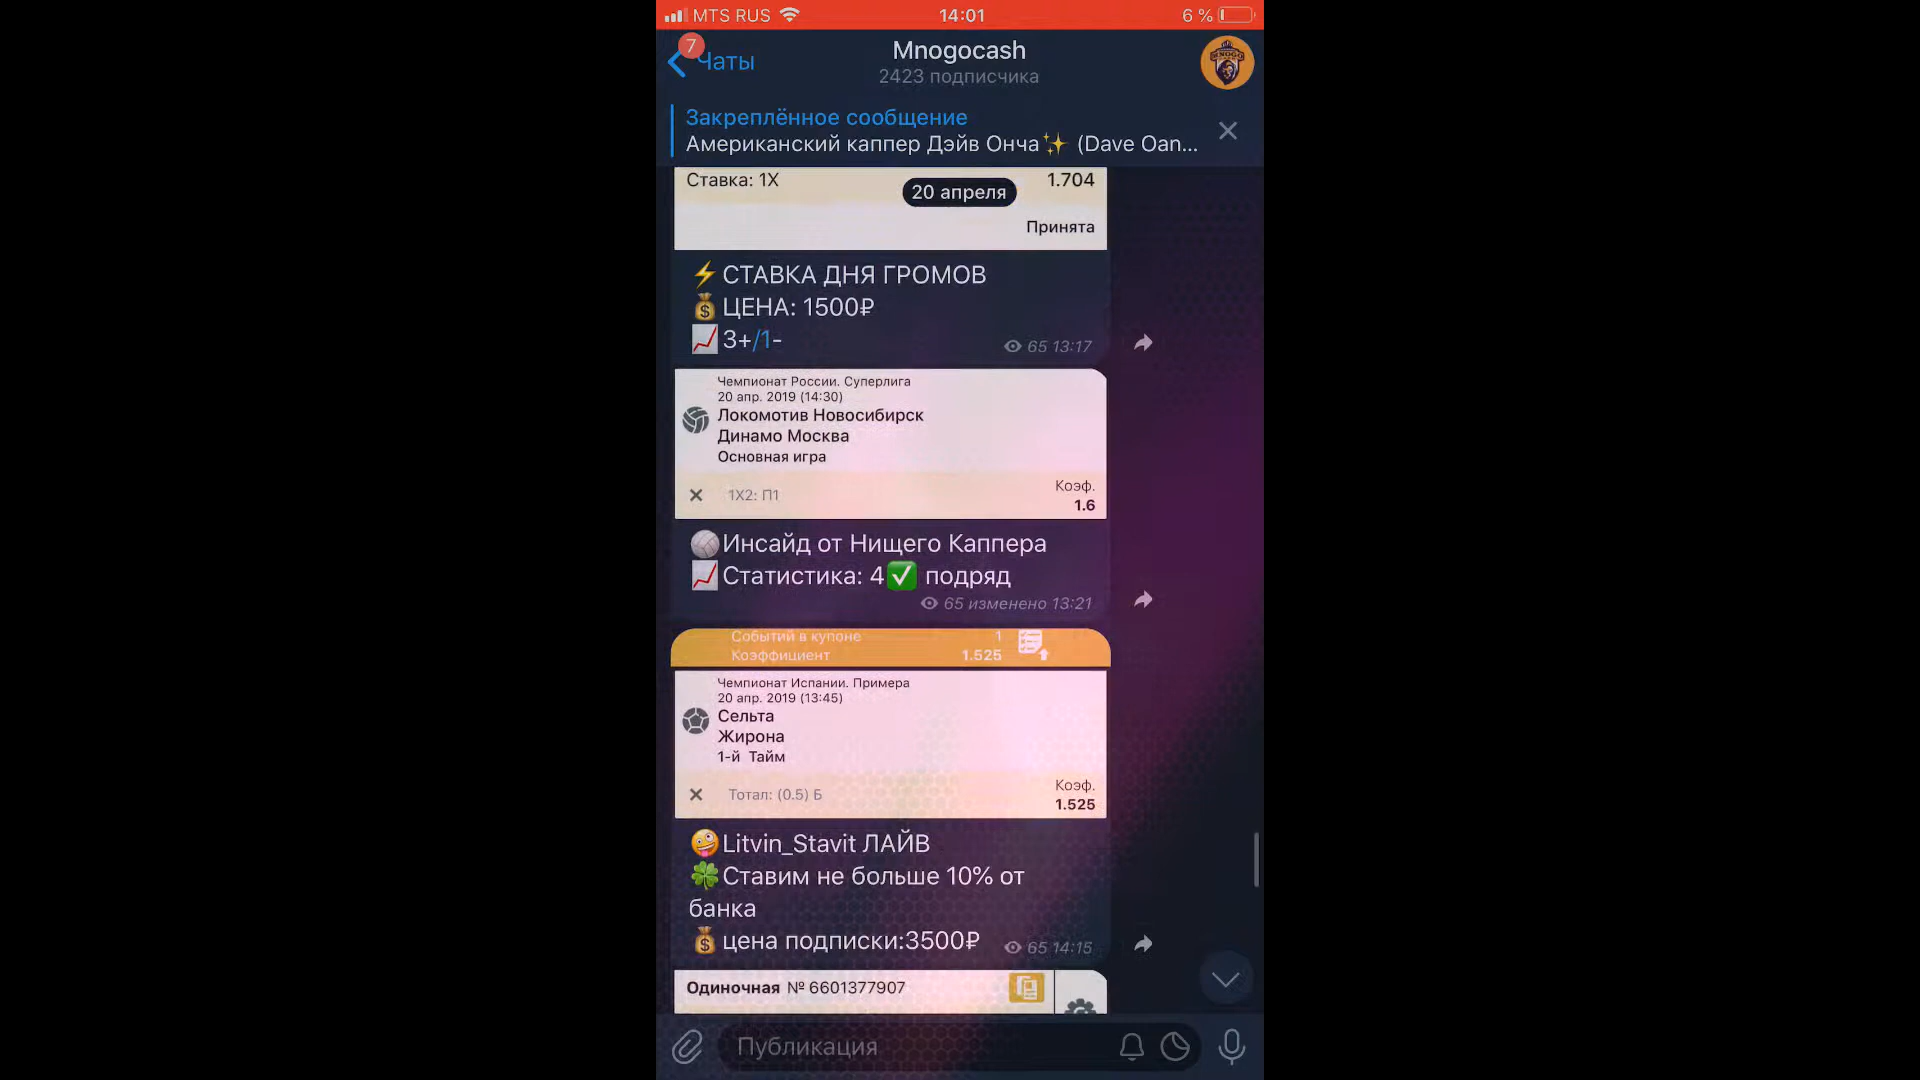 MTS RUS
14:01
6 %
7
Чаты
Mnogocash
2423 подписчика
Закреплённое сообщение
Американский каппер Дэйв Онча✨ (Dave Oan...
Ставка: 1X
1.704
20 апреля
Принята
⚡СТАВКА ДНЯ ГРОМОВ
💰ЦЕНА: 1500₽
📈3+/1-
65 13:17
Чемпионат России. Суперлига
20 апр. 2019 (14:30)
Локомотив Новосибирск
Динамо Москва
Основная игра
1X2: П1
Коэф.
1.6
🏐Инсайд от Нищего Каппера
📈Статистика: 4✅ подряд
65 изменено 13:21
Событий в купоне 1
Коэффициент 1.525
Чемпионат Испании. Примера
20 апр. 2019 (13:45)
Сельта
Жирона
1-й Тайм
Тотал: (0.5) Б
Коэф.
1.525
🤪Litvin_Stavit ЛАЙВ
🍀Ставим не больше 10% от
банка
💰цена подписки:3500₽
65 14:15
Одиночная № 6601377907
Публикация